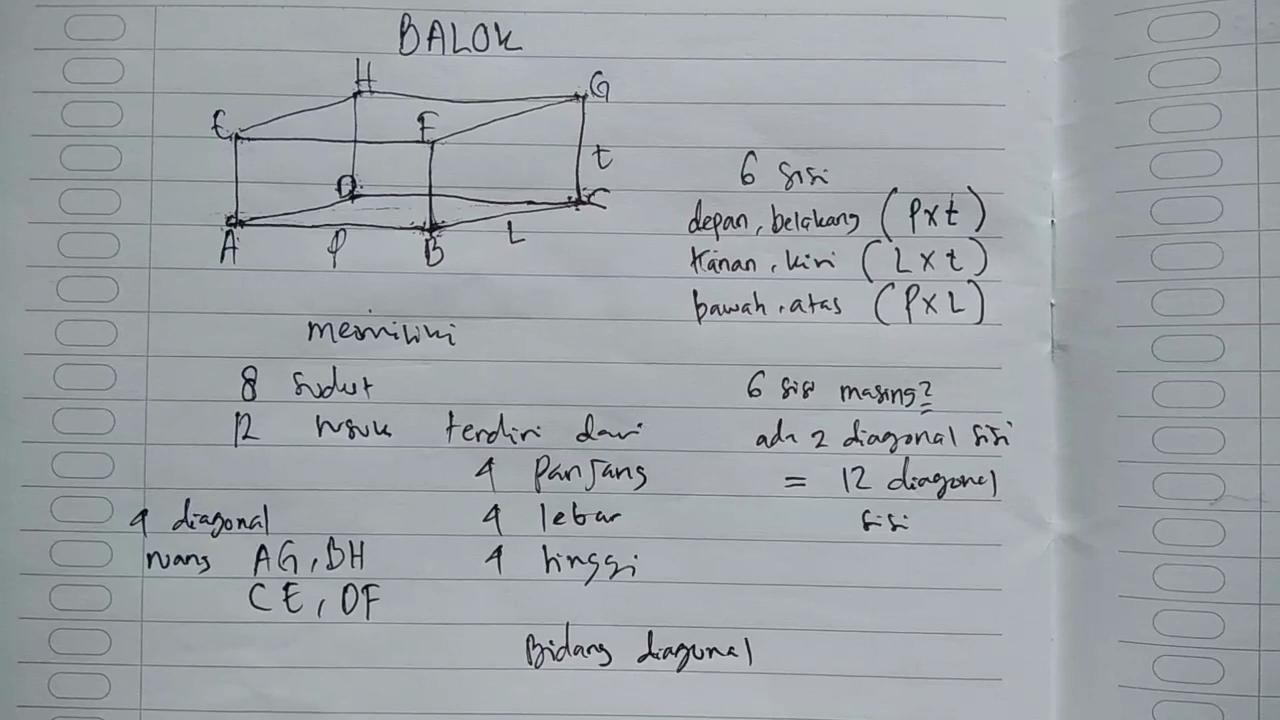 BALOK
H
G
E
F
t
D
C
A
P
B
L
6 sisi
depan, belakang (P x t)
kanan, kiri (L x t)
bawah, atas (P x L)
memiliki
8 sudut
12 rusuk terdiri dari
4 panjang
4 lebar
4 tinggi
6 sisi masing2
ada 2 diagonal sisi
= 12 diagonal
sisi
4 diagonal
ruang AG, BH
CE, DF
Bidang diagonal